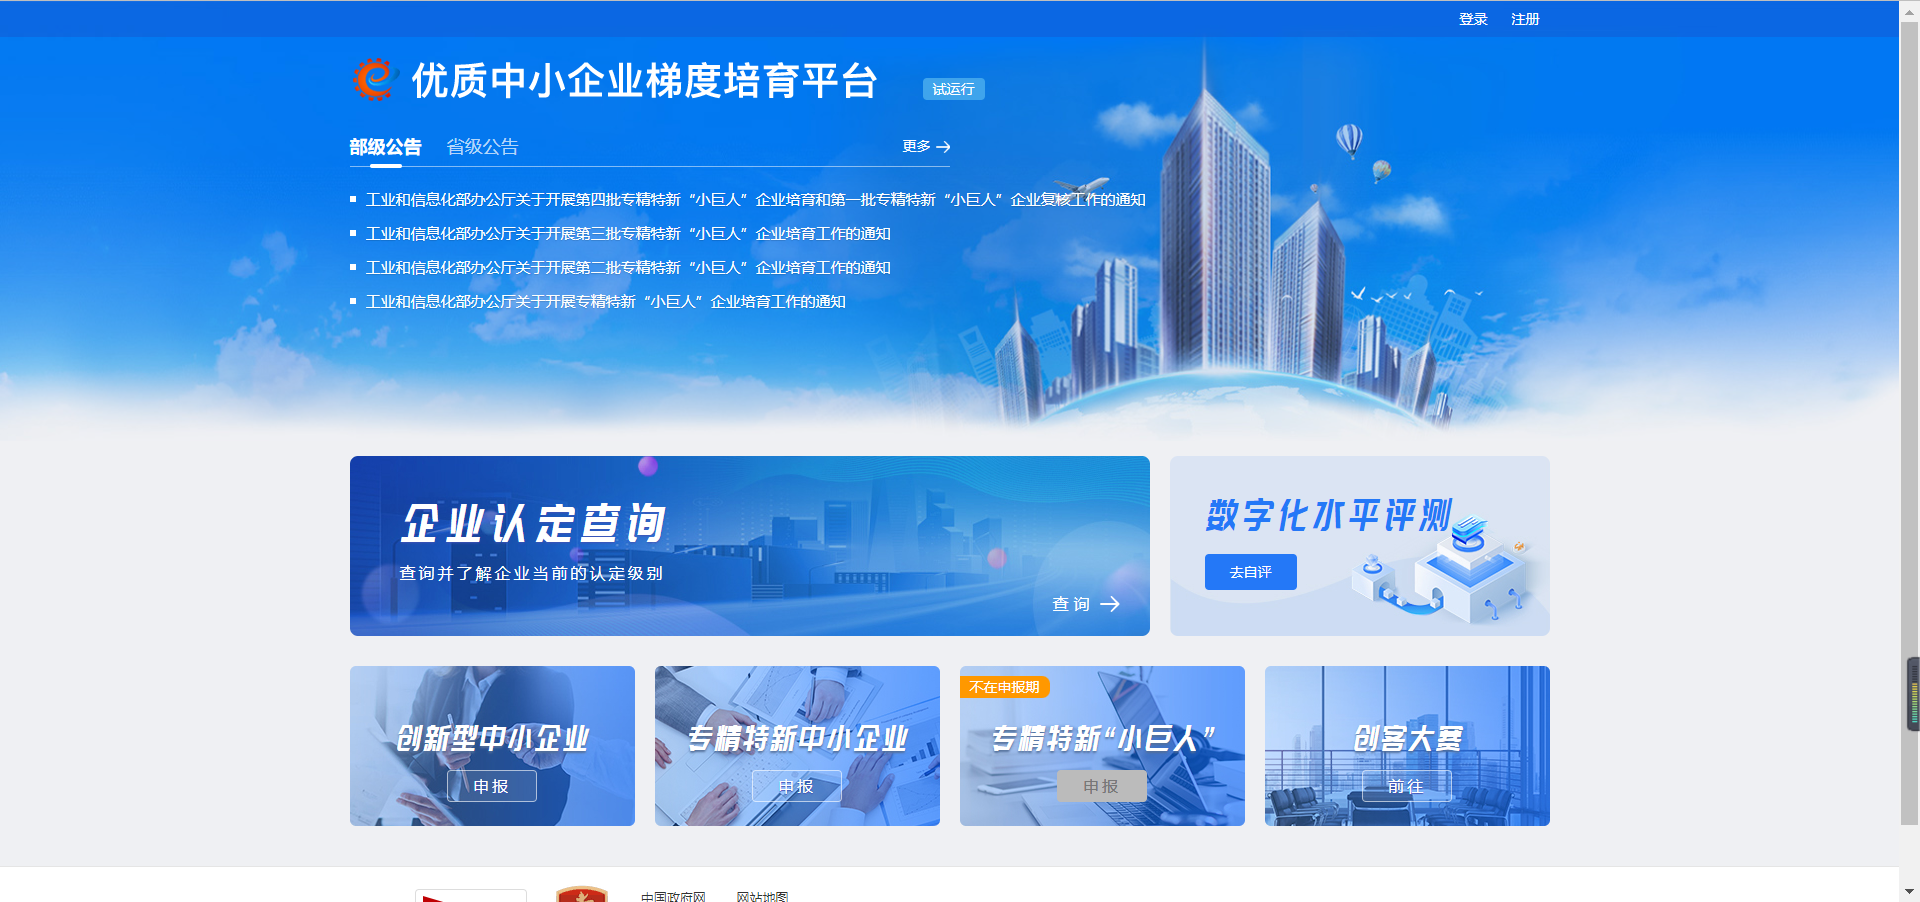 登录 注册
优质中小企业梯度培育平台 试运行
部级公告 省级公告 更多
工业和信息化部办公厅关于开展第四批专精特新“小巨人”企业培育和第一批专精特新“小巨人”企业复核工作的通知
工业和信息化部办公厅关于开展第三批专精特新“小巨人”企业培育工作的通知
工业和信息化部办公厅关于开展第二批专精特新“小巨人”企业培育工作的通知
工业和信息化部办公厅关于开展专精特新“小巨人”企业培育工作的通知
企业认定查询
查询并了解企业当前的认定级别
查询
数字化水平评测
去自评
创新型中小企业
申报
专精特新中小企业
申报
不在申报期
专精特新“小巨人”
申报
创客大赛
前往
中国政府网 网站地图